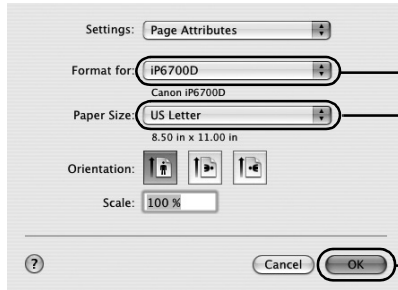 Settings: Page Attributes
Format for: iP6700D
Canon iP6700D
Paper Size: US Letter
8.50 in x 11.00 in
Orientation:
Scale: 100 %
? Cancel OK